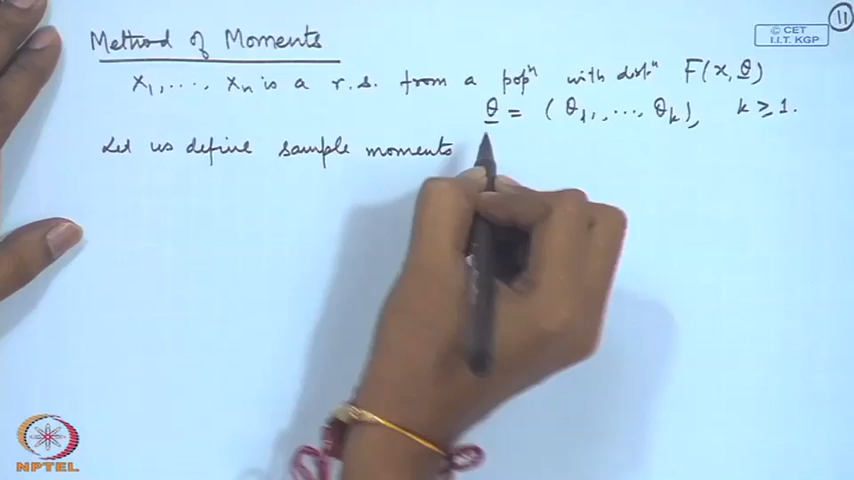 11
© CET
I.I.T. KGP
Method of Moments
X₁, .... Xₙ is a r.s. from a popⁿ with distⁿ F(x, θ)
θ = (θ₁, ..., θₖ), k ≥ 1.
Let us define sample moments
NPTEL